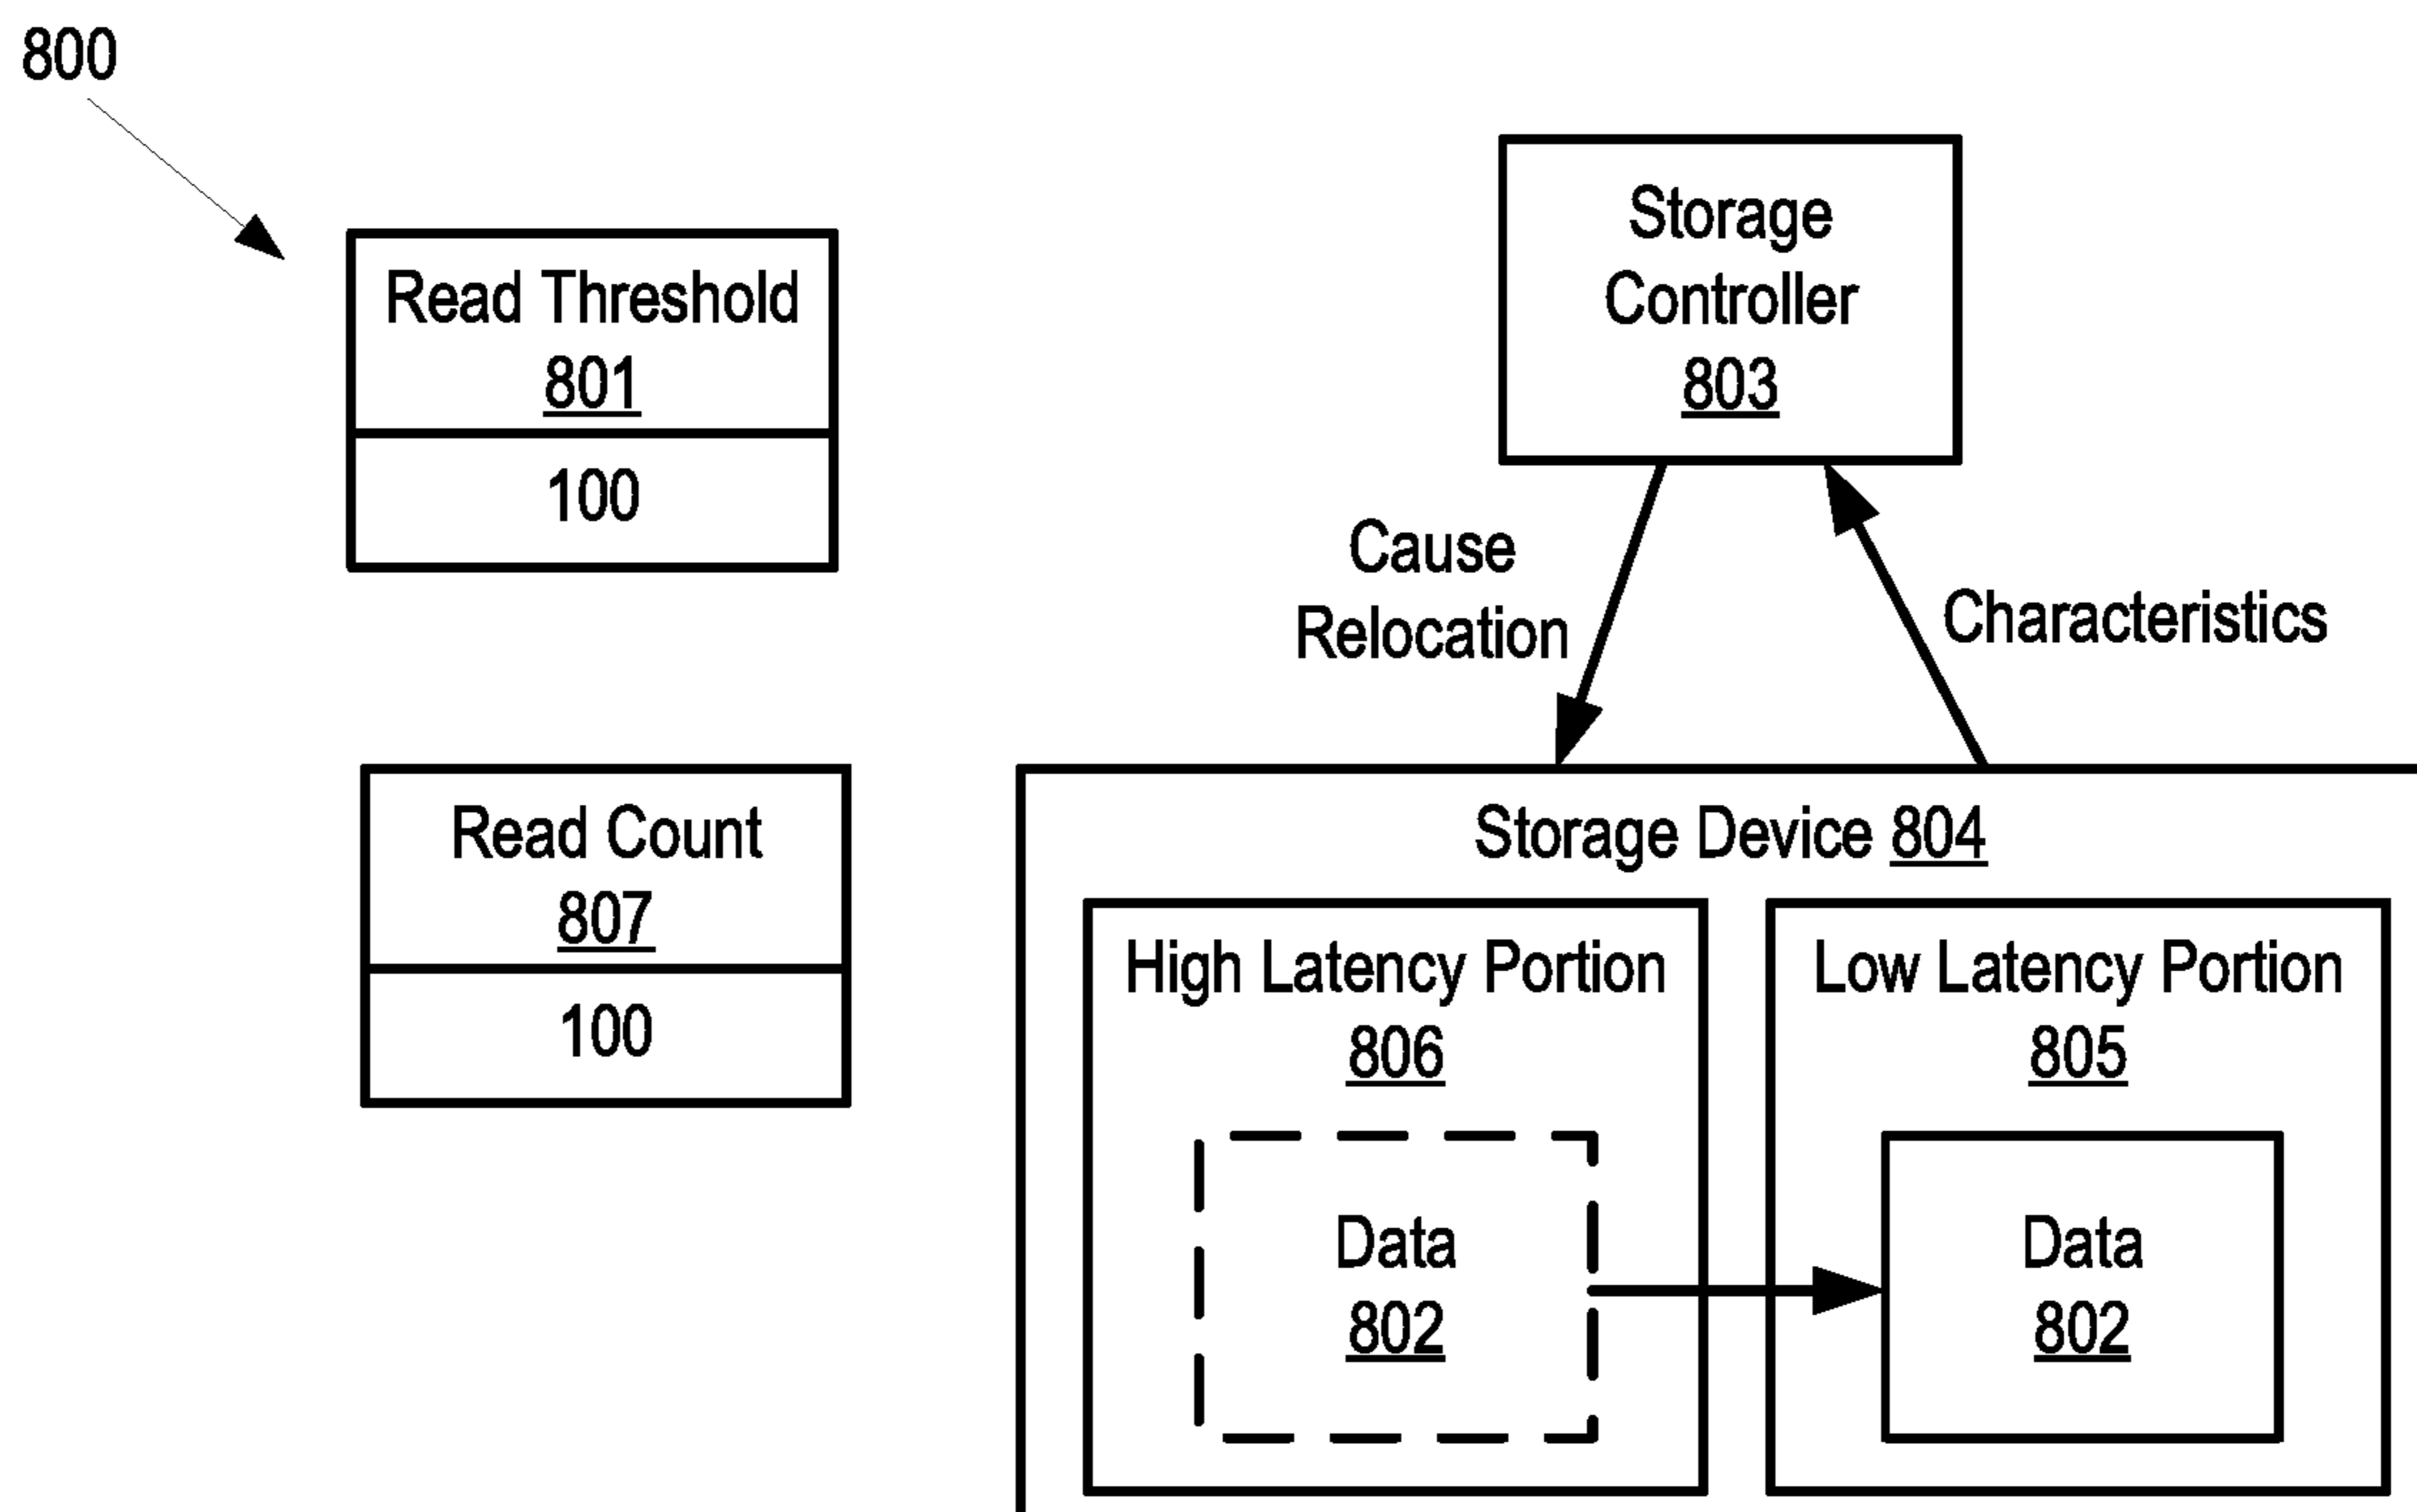 800
Read Threshold
801
100
Storage
Controller
803
Cause
Relocation
Characteristics
Read Count
807
100
Storage Device 804
High Latency Portion
806
Data
802
Low Latency Portion
805
Data
802